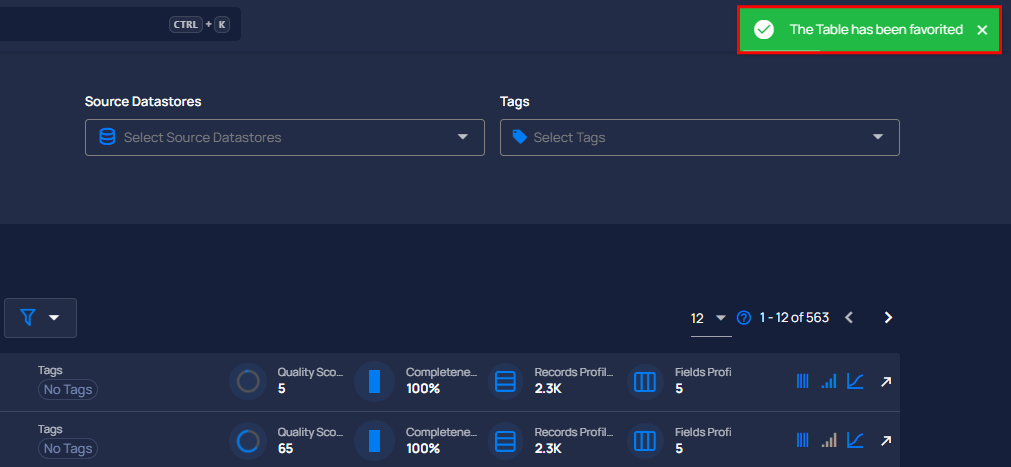 CTRL + K
The Table has been favorited
Source Datastores
Tags
Select Source Datastores
Select Tags
12
1 - 12 of 563
Tags
No Tags
Quality Sco...
5
Completene...
100%
Records Profil...
2.3K
Fields Profi
5
Tags
No Tags
Quality Sco...
65
Completene...
100%
Records Profil...
2.3K
Fields Profi
5